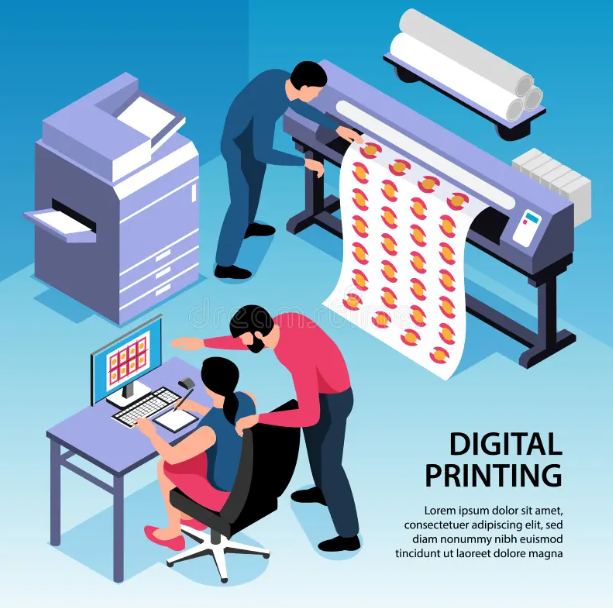 dreamstime
DIGITAL
PRINTING
Lorem ipsum dolor sit amet,
consectetuer adipiscing elit, sed
diam nonummy nibh euismod
tincidunt ut laoreet dolore magna